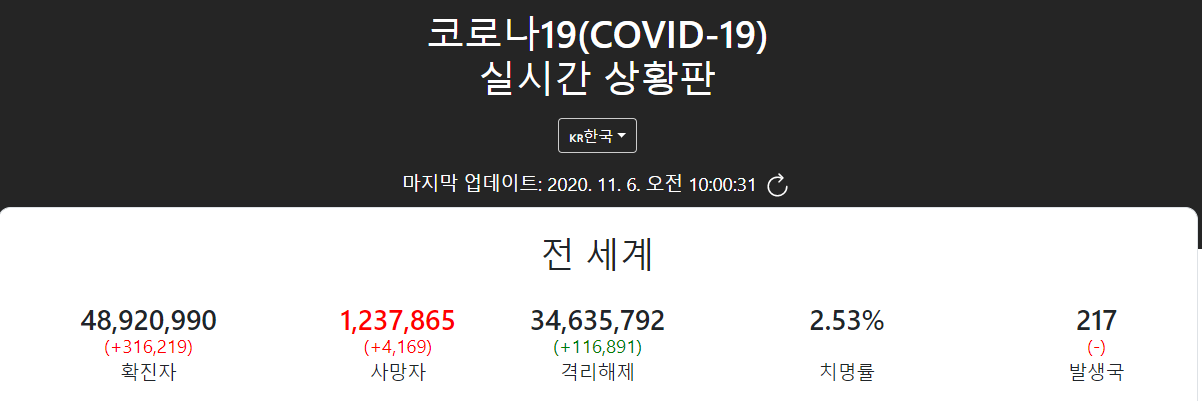 코로나19(COVID-19)
실시간 상황판
KR한국
마지막 업데이트: 2020. 11. 6. 오전 10:00:31
전 세계
48,920,990 1,237,865 34,635,792 2.53% 217
(+316,219) (+4,169) (+116,891) (-)
확진자 사망자 격리해제 치명률 발생국